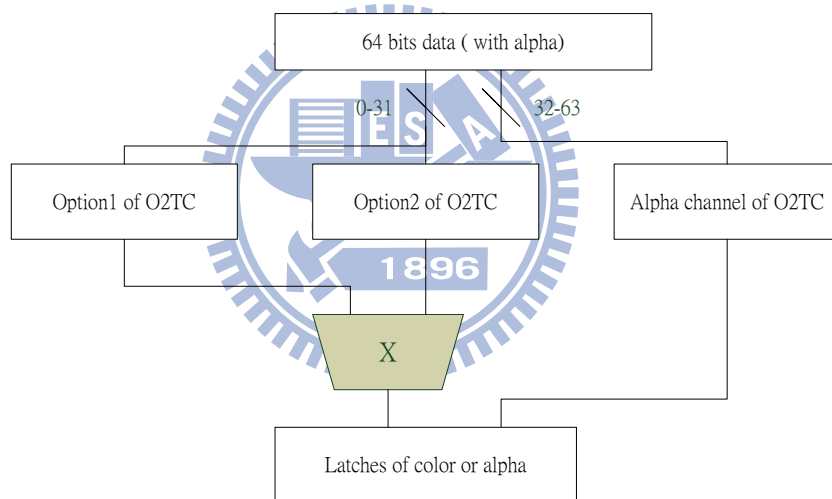 64 bits data ( with alpha)
0-31
32-63
E S A
Option1 of O2TC
Option2 of O2TC
Alpha channel of O2TC
1896
X
Latches of color or alpha